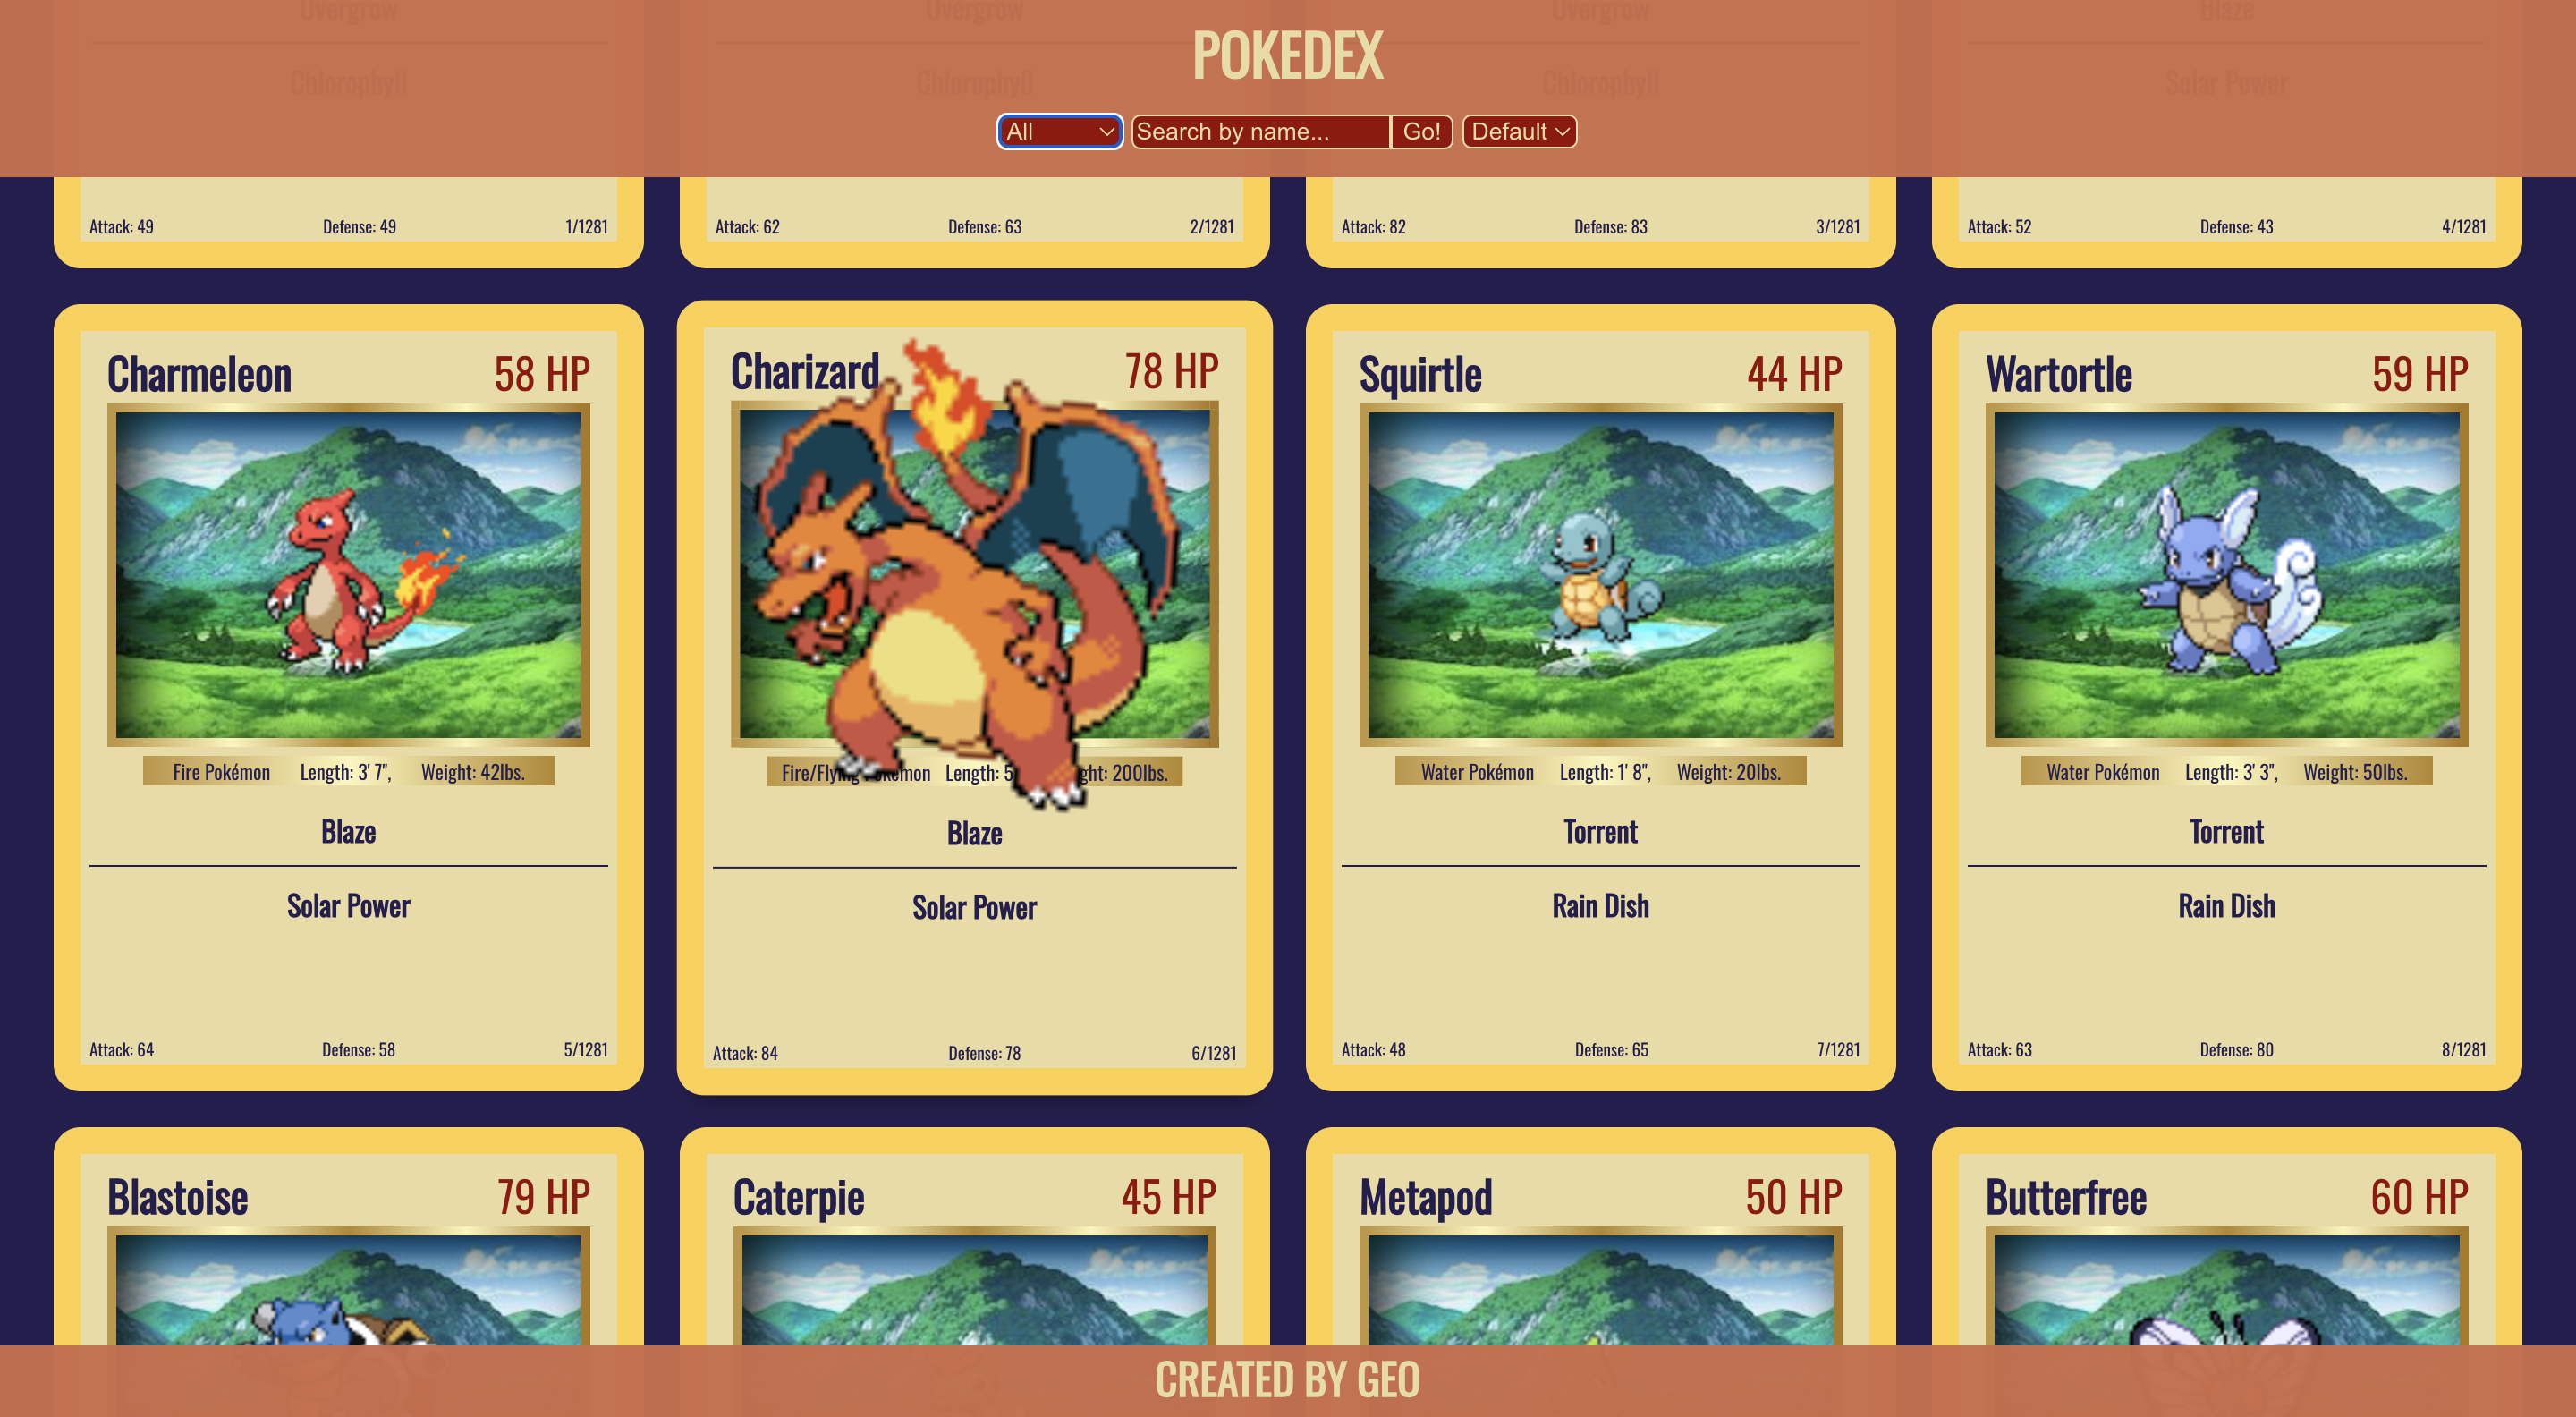 Overgrow Overgrow Overgrow Blaze
POKEDEX
Chlorophyll Chlorophyll Chlorophyll Solar Power
All Search by name... Go! Default
Attack: 49 Defense: 49 1/1281
Attack: 62 Defense: 63 2/1281
Attack: 82 Defense: 83 3/1281
Attack: 52 Defense: 43 4/1281
Charmeleon 58 HP
Fire Pokémon Length: 3' 7", Weight: 42lbs.
Blaze
Solar Power
Attack: 64 Defense: 58 5/1281
Charizard 78 HP
Fire/Flying Length: 5 200lbs.
Blaze
Solar Power
Attack: 84 Defense: 78 6/1281
Squirtle 44 HP
Water Pokémon Length: 1' 8", Weight: 20lbs.
Torrent
Rain Dish
Attack: 48 Defense: 65 7/1281
Wartortle 59 HP
Water Pokémon Length: 3' 3", Weight: 50lbs.
Torrent
Rain Dish
Attack: 63 Defense: 80 8/1281
Blastoise 79 HP
Caterpie 45 HP
Metapod 50 HP
Butterfree 60 HP
CREATED BY GEO